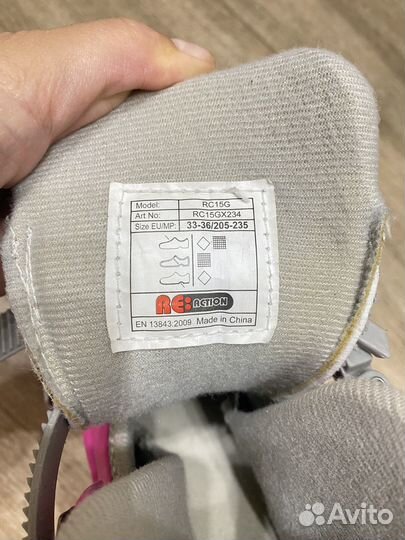 Model: RC15G
Art No: RC15GX234
Size EU/MP: 33-36/205-235
RE:ACTION
EN 13843:2009 Made in China
Avito